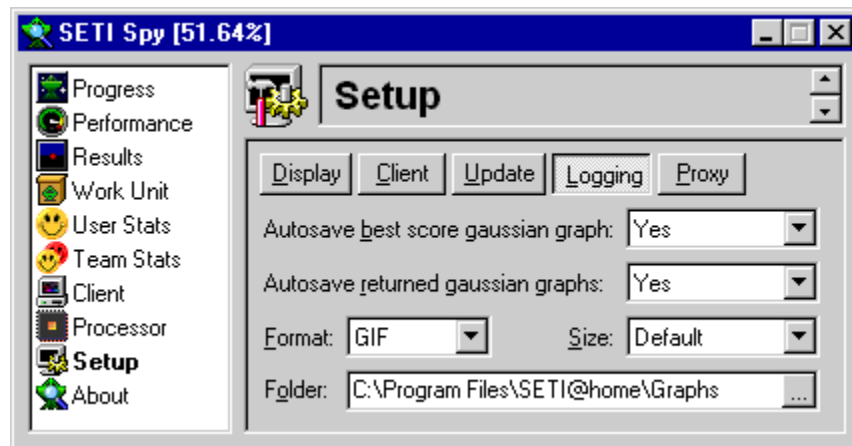 SETI Spy [51.64%]
Progress
Performance
Results
Work Unit
User Stats
Team Stats
Client
Processor
Setup
About
Setup
Display Client Update Logging Proxy
Autosave best score gaussian graph: Yes
Autosave returned gaussian graphs: Yes
Format: GIF Size: Default
Folder: C:\Program Files\SETI@home\Graphs ...